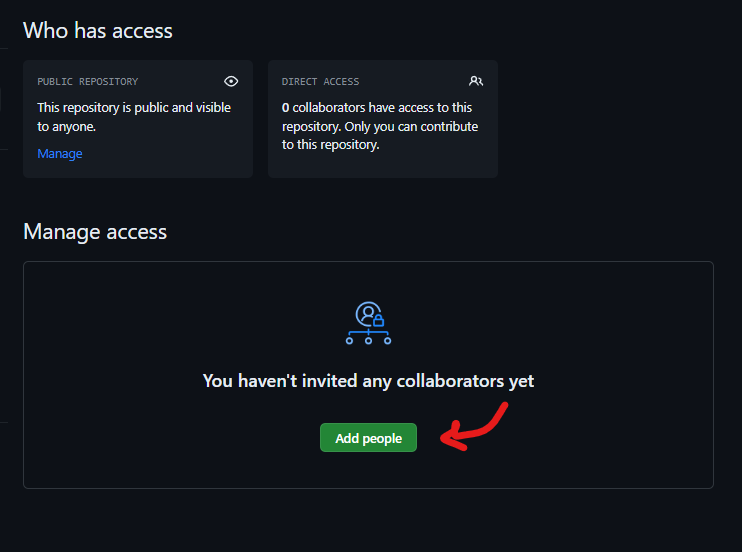 Who has access
PUBLIC REPOSITORY
This repository is public and visible
to anyone.
Manage
DIRECT ACCESS
0 collaborators have access to this
repository. Only you can contribute
to this repository.
Manage access
You haven't invited any collaborators yet
Add people